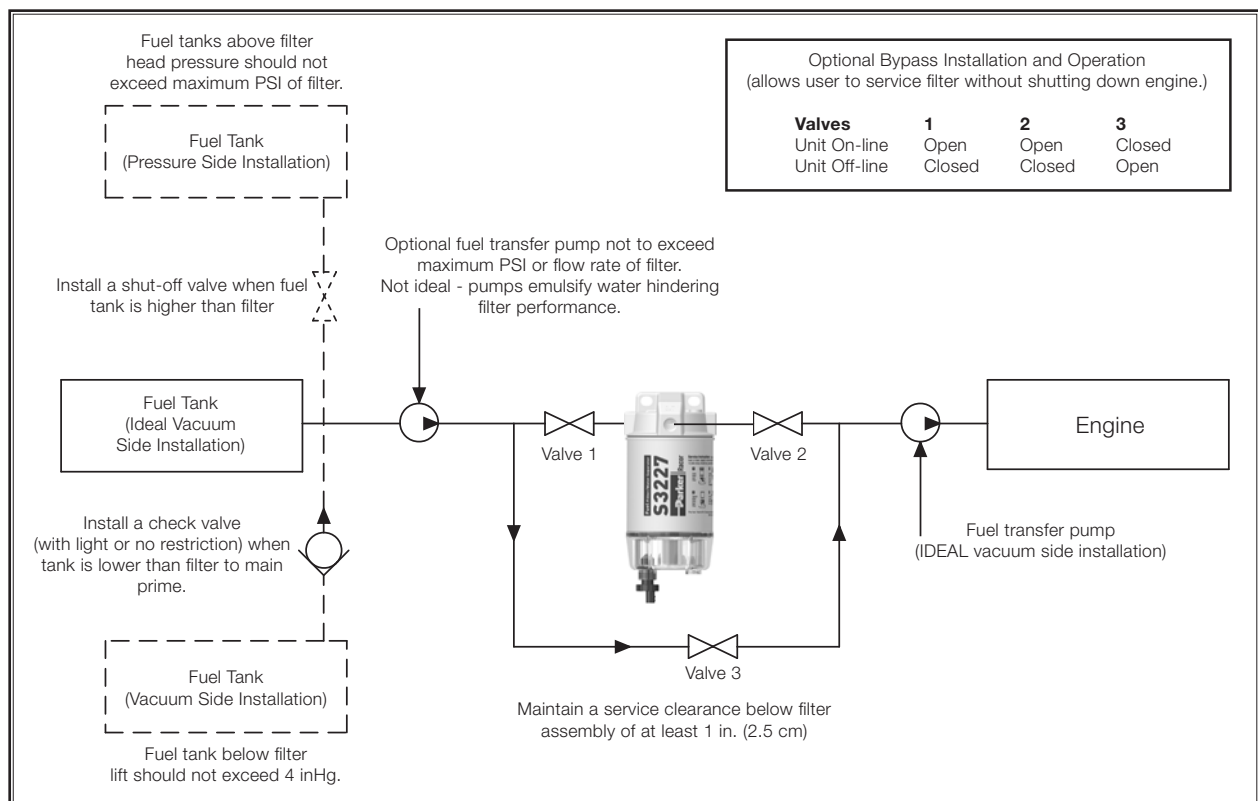 Fuel tanks above filter
head pressure should not
exceed maximum PSI of filter.
Fuel Tank
(Pressure Side Installation)
Optional Bypass Installation and Operation
(allows user to service filter without shutting down engine.)
Valves 1 2 3
Unit On-line Open Open Closed
Unit Off-line Closed Closed Open
Install a shut-off valve when fuel
tank is higher than filter
Optional fuel transfer pump not to exceed
maximum PSI or flow rate of filter.
Not ideal - pumps emulsify water hindering
filter performance.
Fuel Tank
(Ideal Vacuum
Side Installation)
Valve 1
S3227
Parker
Racor
Valve 2
Engine
Install a check valve
(with light or no restriction) when
tank is lower than filter to main
prime.
Fuel transfer pump
(IDEAL vacuum side installation)
Fuel Tank
(Vacuum Side Installation)
Valve 3
Maintain a service clearance below filter
assembly of at least 1 in. (2.5 cm)
Fuel tank below filter
lift should not exceed 4 inHg.